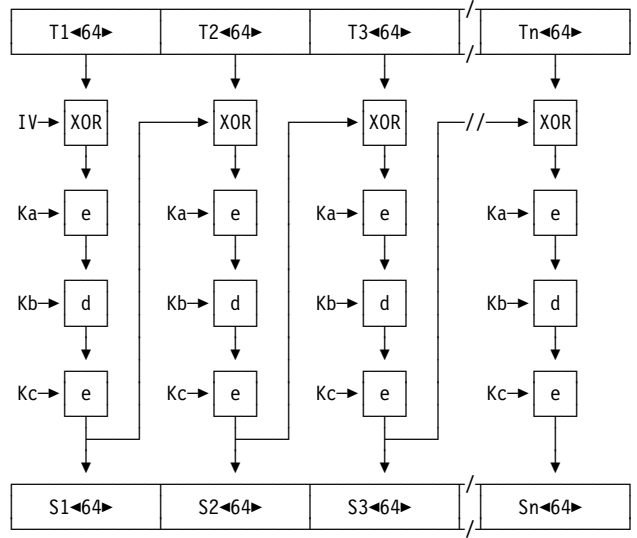 T1◄64► T2◄64► T3◄64► Tn◄64►
IV XOR XOR XOR // XOR
Ka e Ka e Ka e Ka e
Kb d Kb d Kb d Kb d
Kc e Kc e Kc e Kc e
S1◄64► S2◄64► S3◄64► Sn◄64►